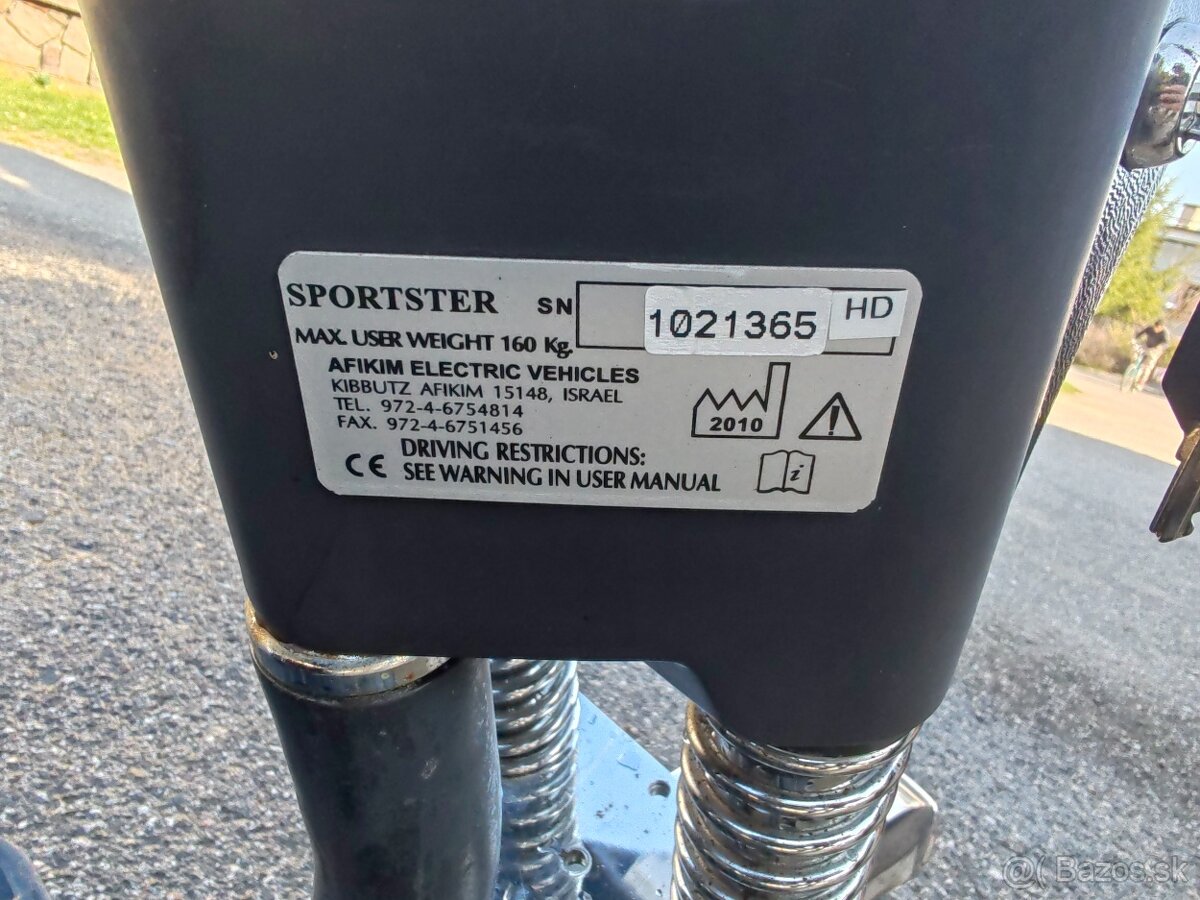 SPORTSTER SN 1021365 HD
MAX. USER WEIGHT 160 Kg.
AFIKIM ELECTRIC VEHICLES
KIBBUTZ AFIKIM 15148, ISRAEL
TEL. 972-4-6754814
FAX. 972-4-6751456
2010
CE DRIVING RESTRICTIONS:
SEE WARNING IN USER MANUAL
i
Bazos.sk